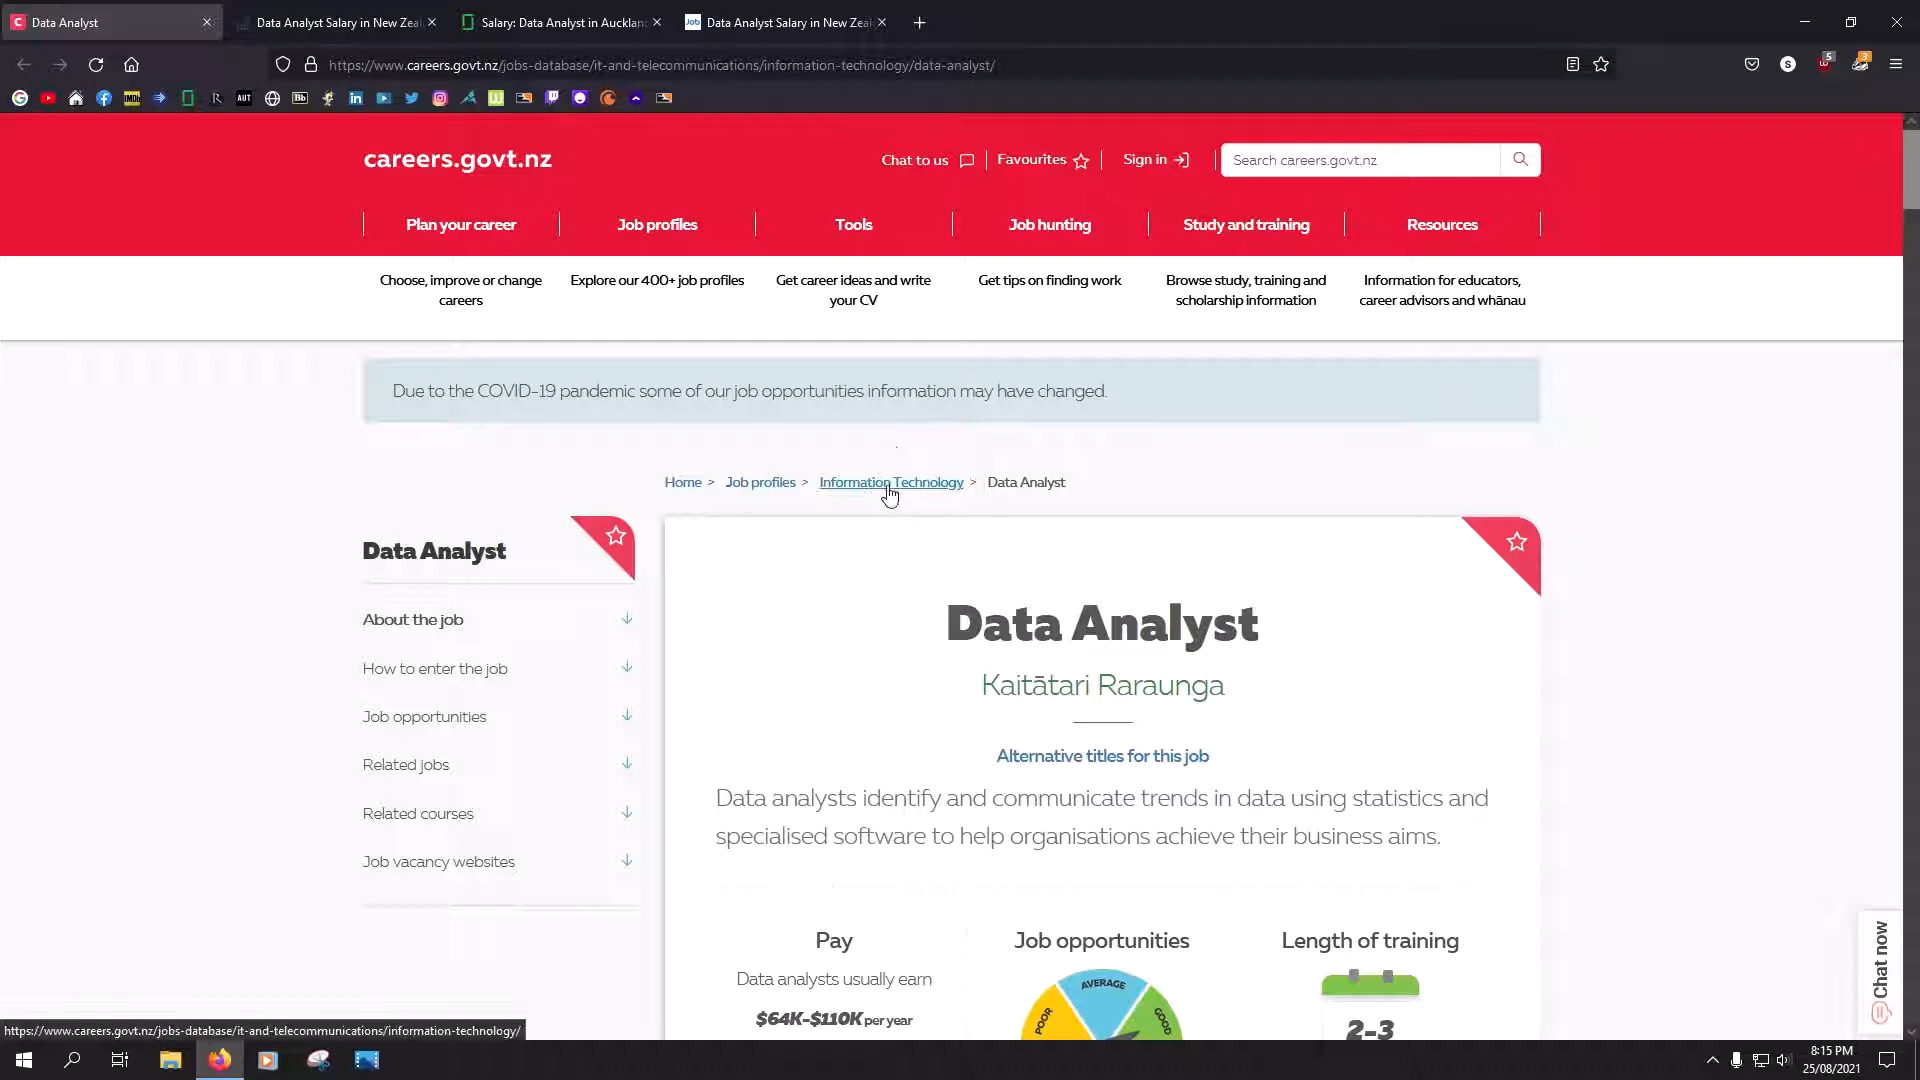 Data Analyst
Data Analyst Salary in New Zeal
Salary: Data Analyst in Auckland
Job
Data Analyst Salary in New Zeal
https://www.careers.govt.nz/jobs-database/it-and-telecommunications/information-technology/data-analyst/
S
5
3
IMDb
AUT
Bb
careers.govt.nz
Chat to us
Favourites
Sign in
Search careers.govt.nz
Plan your career
Job profiles
Tools
Job hunting
Study and training
Resources
Choose, improve or change
careers
Explore our 400+ job profiles
Get career ideas and write
your CV
Get tips on finding work
Browse study, training and
scholarship information
Information for educators,
career advisors and whānau
Due to the COVID-19 pandemic some of our job opportunities information may have changed.
Home > Job profiles > Information Technology > Data Analyst
Data Analyst
About the job
How to enter the job
Job opportunities
Related jobs
Related courses
Job vacancy websites
Data Analyst
Kaitātari Raraunga
Alternative titles for this job
Data analysts identify and communicate trends in data using statistics and
specialised software to help organisations achieve their business aims.
Pay
Data analysts usually earn
$64K-$110K per year
Job opportunities
POOR
AVERAGE
GOOD
Length of training
2-3
Chat now
https://www.careers.govt.nz/jobs-database/it-and-telecommunications/information-technology/
8:15 PM
25/08/2021